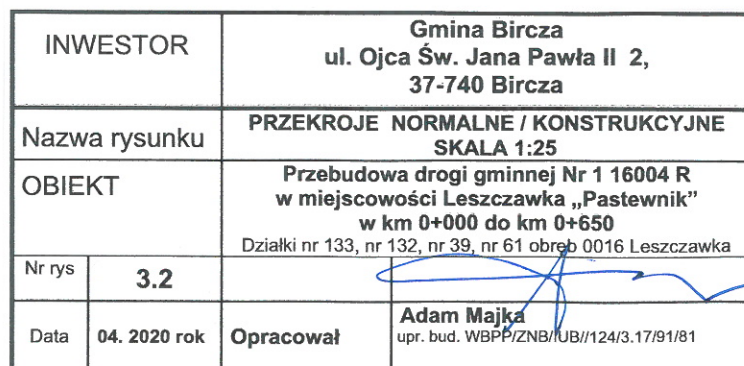 INWESTOR
Gmina Bircza
ul. Ojca Św. Jana Pawła II 2,
37-740 Bircza
Nazwa rysunku
PRZEKROJE NORMALNE / KONSTRUKCYJNE
SKALA 1:25
OBIEKT
Przebudowa drogi gminnej Nr 1 16004 R
w miejscowości Leszczawka „Pastewnik”
w km 0+000 do km 0+650
Działki nr 133, nr 132, nr 39, nr 61 obręb 0016 Leszczawka
Nr rys
3.2
Data
04. 2020 rok
Opracował
Adam Majka
upr. bud. WBPP/ZNB/IUB//124/3.17/91/81